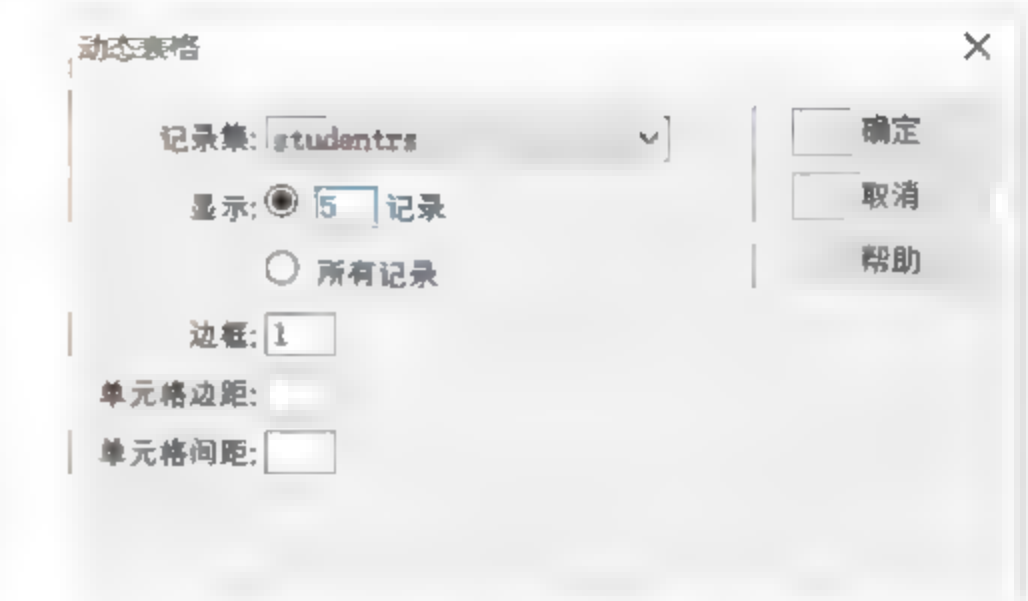 动态表格
记录集: studentrs 确定
显示: 5 记录 取消
所有记录 帮助
边框: 1
单元格边距:
单元格间距: